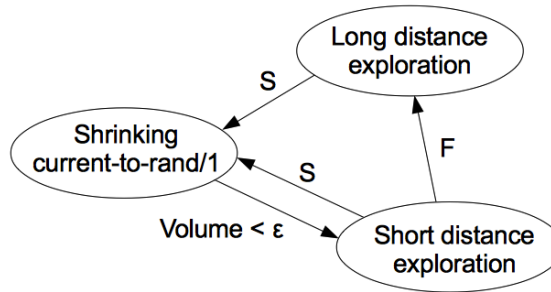 Long distance
exploration
S
Shrinking
current-to-rand/1
F
S
Volume < ε
Short distance
exploration